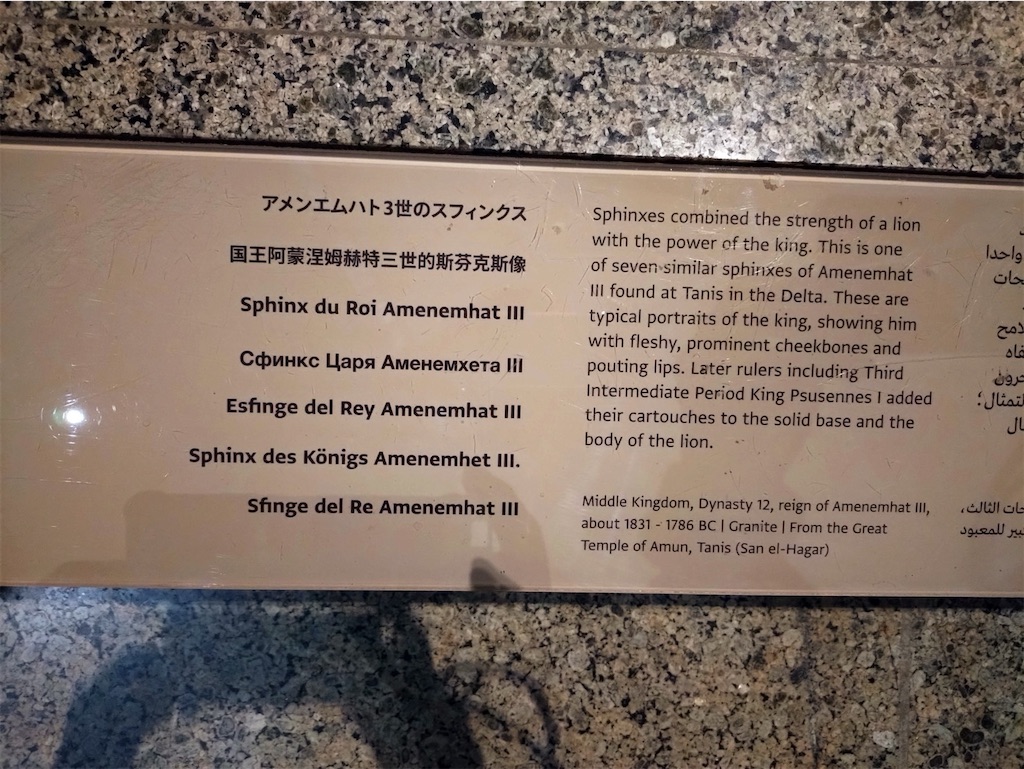 アメンエムハト3世のスフィンクス
国王阿蒙涅姆赫特三世的斯芬克斯像
Sphinx du Roi Amenemhat III
Сфинкс Царя Аменемхета III
Esfinge del Rey Amenemhat III
Sphinx des Königs Amenemhet III.
Sfinge del Re Amenemhat III
Sphinxes combined the strength of a lion
with the power of the king. This is one
of seven similar sphinxes of Amenemhat
III found at Tanis in the Delta. These are
typical portraits of the king, showing him
with fleshy, prominent cheekbones and
pouting lips. Later rulers including Third
Intermediate Period King Psusennes I added
their cartouches to the solid base and the
body of the lion.
Middle Kingdom, Dynasty 12, reign of Amenemhat III,
about 1831 - 1786 BC | Granite | From the Great
Temple of Amun, Tanis (San el-Hagar)
واحدا
التمثال؛
الثالث،
للمعبود